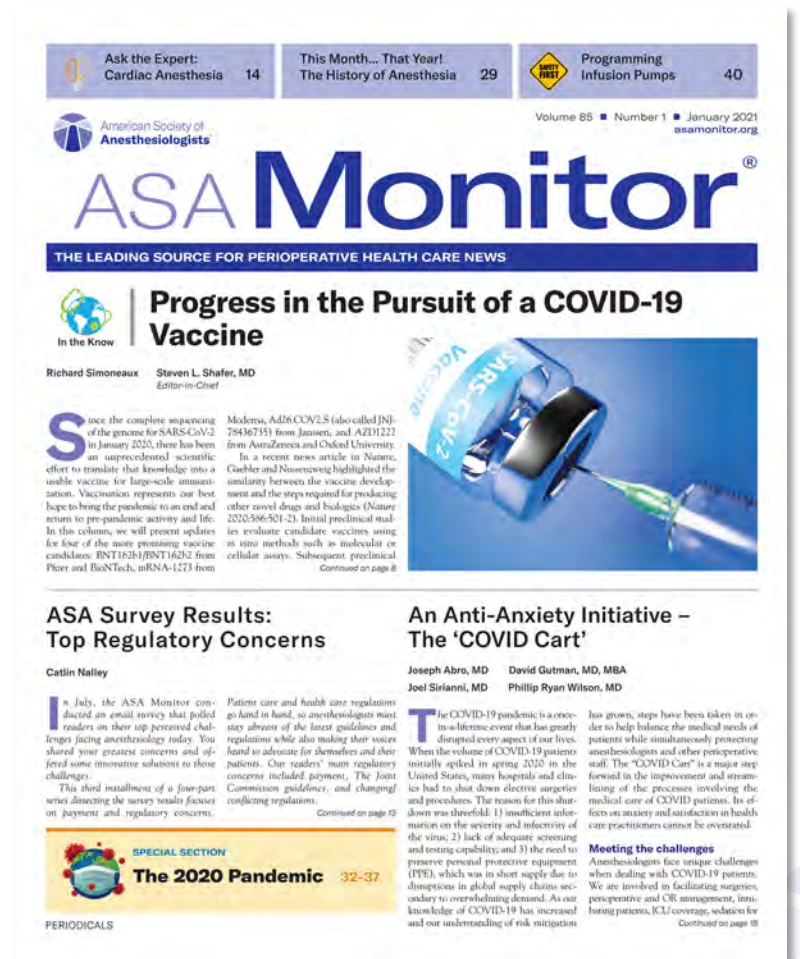 Ask the Expert:
Cardiac Anesthesia 14
This Month... That Year!
The History of Anesthesia 29
SAFETY
FIRST
Programming
Infusion Pumps 40
American Society of
Anesthesiologists®
Volume 85 ■ Number 1 ■ January 2021
asamonitor.org
ASA Monitor®
THE LEADING SOURCE FOR PERIOPERATIVE HEALTH CARE NEWS
In the Know
Progress in the Pursuit of a COVID-19
Vaccine
Richard Simoneaux Steven L. Shafer, MD
Editor-in-Chief
Since the complete sequencing
of the genome for SARS-CoV-2
in January 2020, there has been
an unprecedented scientific
effort to translate that knowledge into a
usable vaccine for large-scale immuni-
zation. Vaccination represents our best
hope to bring the pandemic to an end and
return to pre-pandemic activity and life.
In this column, we will present updates
for four of the more promising vaccine
candidates: BNT162b1/BNT162b2 from
Pfizer and BioNTech, mRNA-1273 from
Moderna, Ad26.COV2.S (also called JNJ-
78436735) from Janssen, and AZD1222
from AstraZeneca and Oxford University.
In a recent news article in Nature,
Gaebler and Nussenzweig highlighted the
similarity between the vaccine develop-
ment and the steps required for producing
other novel drugs and biologics (Nature
2020;586:501-2). Initial preclinical stud-
ies evaluate candidate vaccines using
in vitro methods such as molecular or
cellular assays. Subsequent preclinical
Continued on page 8
SARS-CoV-2
Vaccine
ASA Survey Results:
Top Regulatory Concerns
Catlin Nalley
In July, the ASA Monitor con-
ducted an email survey that polled
readers on their top perceived chal-
lenges facing anesthesiology today. You
shared your greatest concerns and of-
fered some innovative solutions to those
challenges.
This third installment of a four-part
series dissecting the survey results focuses
on payment and regulatory concerns.
Patient care and health care regulations
go hand in hand, so anesthesiologists must
stay abreast of the latest guidelines and
regulations while also making their voices
heard to advocate for themselves and their
patients. Our readers' main regulatory
concerns included payment, The Joint
Commission guidelines, and changing/
conflicting regulations.
Continued on page 13
SPECIAL SECTION
The 2020 Pandemic 32-37
PERIODICALS
An Anti-Anxiety Initiative –
The 'COVID Cart'
Joseph Abro, MD David Gutman, MD, MBA
Joel Sirianni, MD Phillip Ryan Wilson, MD
The COVID-19 pandemic is a once-
in-a-lifetime event that has greatly
disrupted every aspect of our lives.
When the volume of COVID-19 patients
initially spiked in spring 2020 in the
United States, many hospitals and clin-
ics had to shut down elective surgeries
and procedures. The reason for this shut-
down was threefold: 1) insufficient infor-
mation on the severity and infectivity of
the virus; 2) lack of adequate screening
and testing capability; and 3) the need to
preserve personal protective equipment
(PPE), which was in short supply due to
disruptions in global supply chains sec-
ondary to overwhelming demand. As our
knowledge of COVID-19 has increased
and our understanding of risk mitigation
has grown, steps have been taken in or-
der to help balance the medical needs of
patients while simultaneously protecting
anesthesiologists and other perioperative
staff. The "COVID Cart" is a major step
forward in the improvement and stream-
lining of the processes involving the
medical care of COVID patients. Its ef-
fects on anxiety and satisfaction in health
care practitioners cannot be overstated.
Meeting the challenges
Anesthesiologists face unique challenges
when dealing with COVID-19 patients.
We are involved in facilitating surgeries,
perioperative and OR management, intu-
bating patients, ICU coverage, sedation for
Continued on page 18